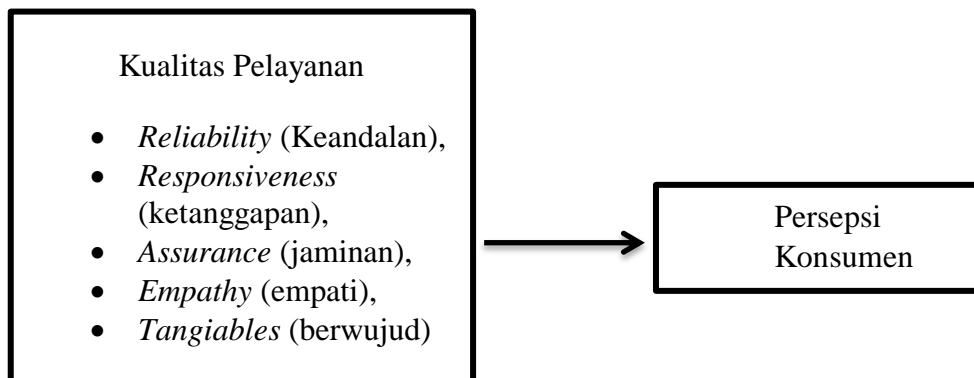 Kualitas Pelayanan
• Reliability (Keandalan),
• Responsiveness
(ketanggapan),
• Assurance (jaminan),
• Empathy (empati),
• Tangiables (berwujud)
Persepsi
Konsumen